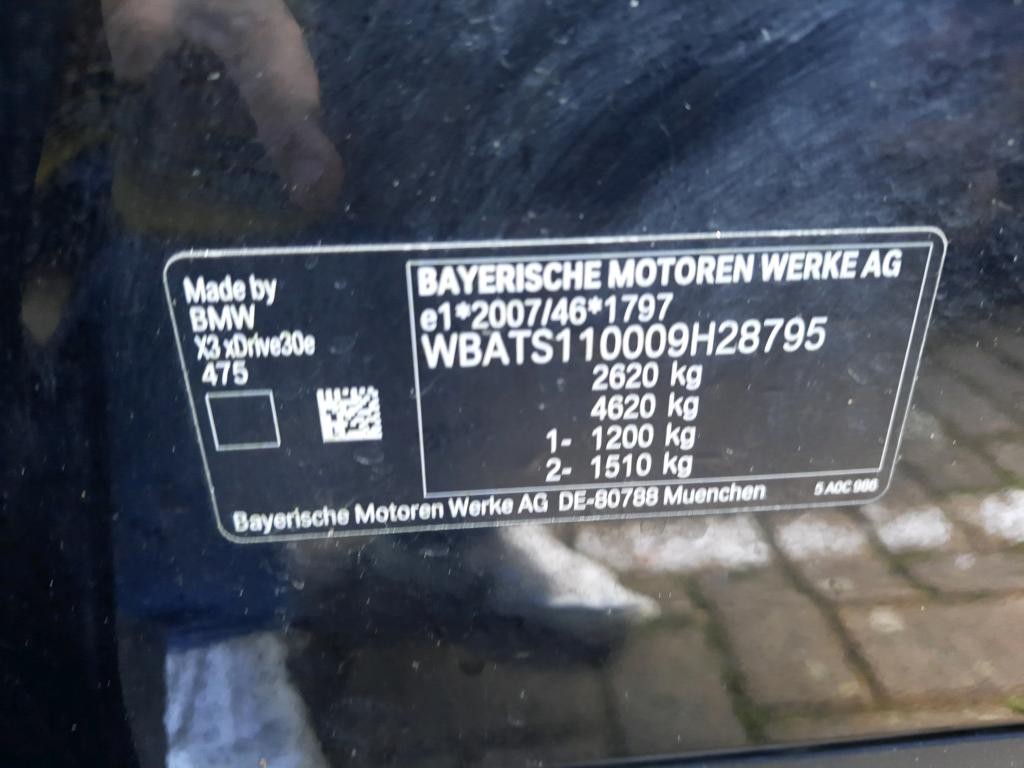 Made by
BMW
X3 xDrive30e
475
BAYERISCHE MOTOREN WERKE AG
e1*2007/46*1797
WBATS110009H28795
2620 kg
4620 kg
1- 1200 kg
2- 1510 kg
Bayerische Motoren Werke AG DE-80788 Muenchen
5 A0C 986